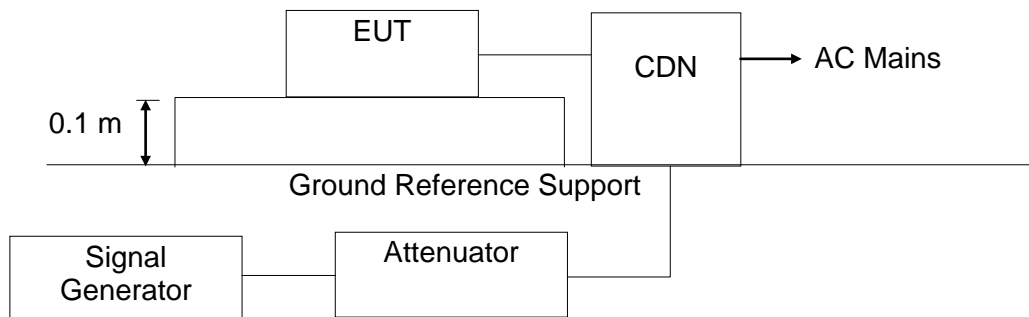 EUT
CDN
AC Mains
0.1 m
Ground Reference Support
Signal
Generator
Attenuator